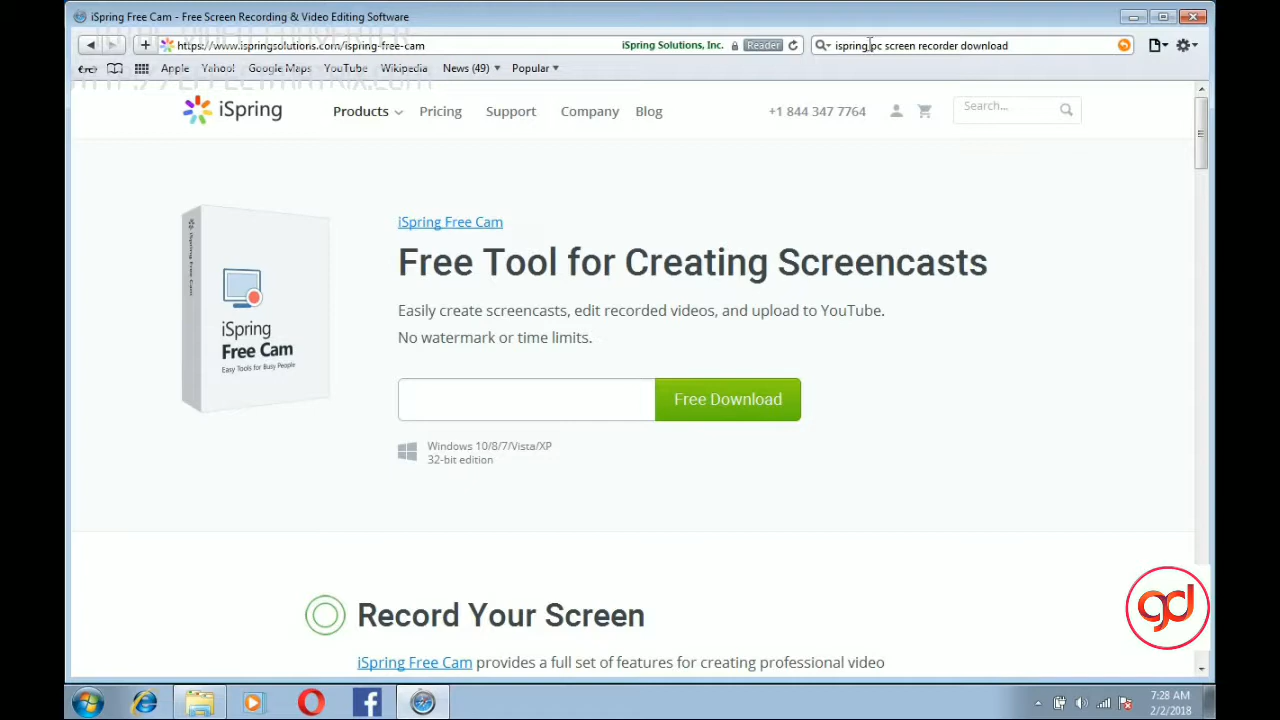 iSpring Free Cam - Free Screen Recording & Video Editing Software
https://www.ispringsolutions.com/ispring-free-cam
iSpring Solutions, Inc.
Reader
ispring pc screen recorder download
Apple Yahoo! Google Maps YouTube Wikipedia News (49) Popular
iSpring
Products Pricing Support Company Blog
+1 844 347 7764
Search...
iSpring Free Cam
Free Tool for Creating Screencasts
Easily create screencasts, edit recorded videos, and upload to YouTube.
No watermark or time limits.
Free Download
Windows 10/8/7/Vista/XP
32-bit edition
iSpring Free Cam
iSpring
Free Cam
Easy Tools for Busy People
Record Your Screen
iSpring Free Cam provides a full set of features for creating professional video
gd
7:28 AM
2/2/2018